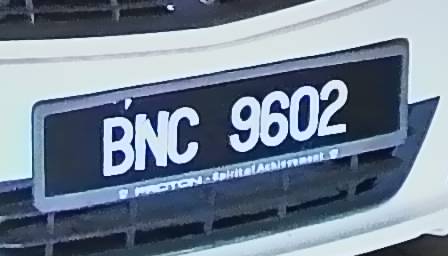 BNC 9602
PROTON - Spirit of Achievement